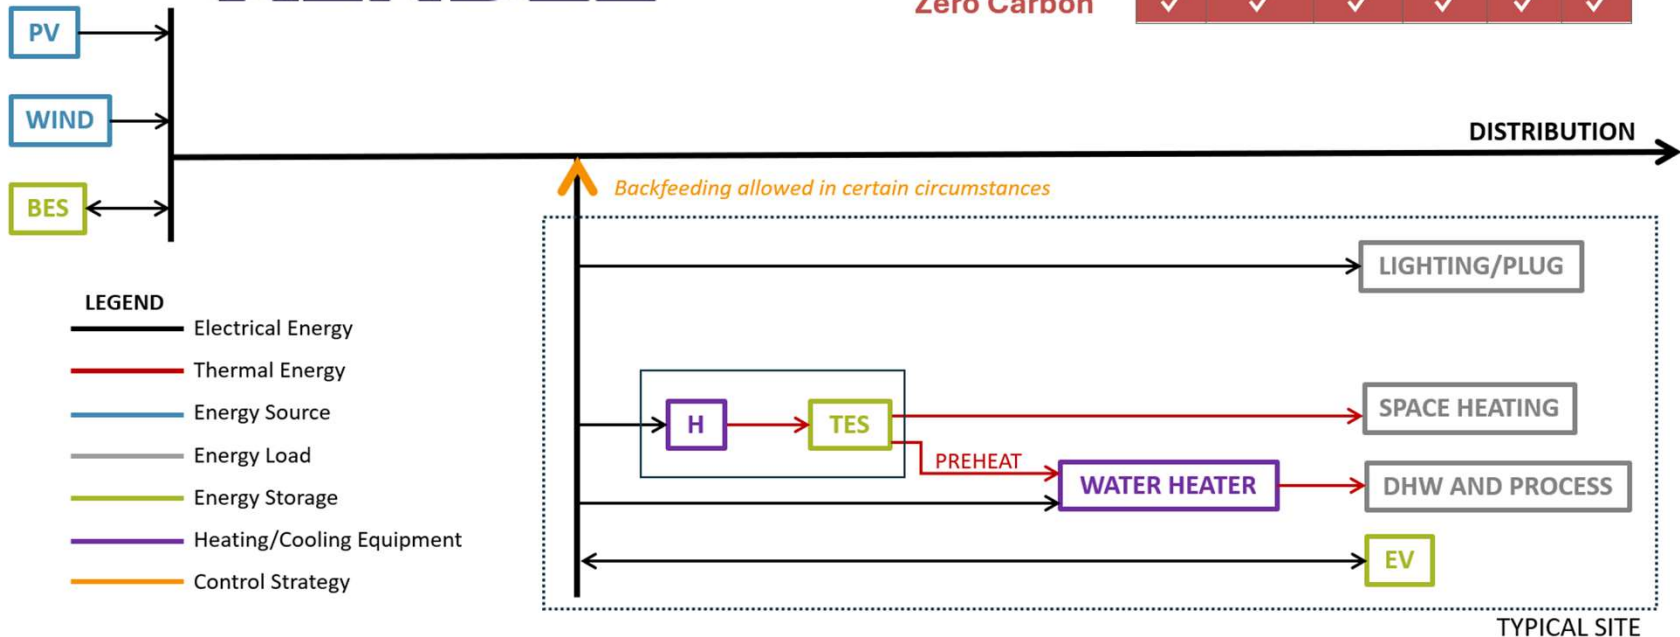 Zero Carbon
PV
WIND
DISTRIBUTION
Backfeeding allowed in certain circumstances
BES
LIGHTING/PLUG
LEGEND
Electrical Energy
Thermal Energy
Energy Source
Energy Load
Energy Storage
Heating/Cooling Equipment
Control Strategy
H
TES
SPACE HEATING
PREHEAT
WATER HEATER
DHW AND PROCESS
EV
TYPICAL SITE